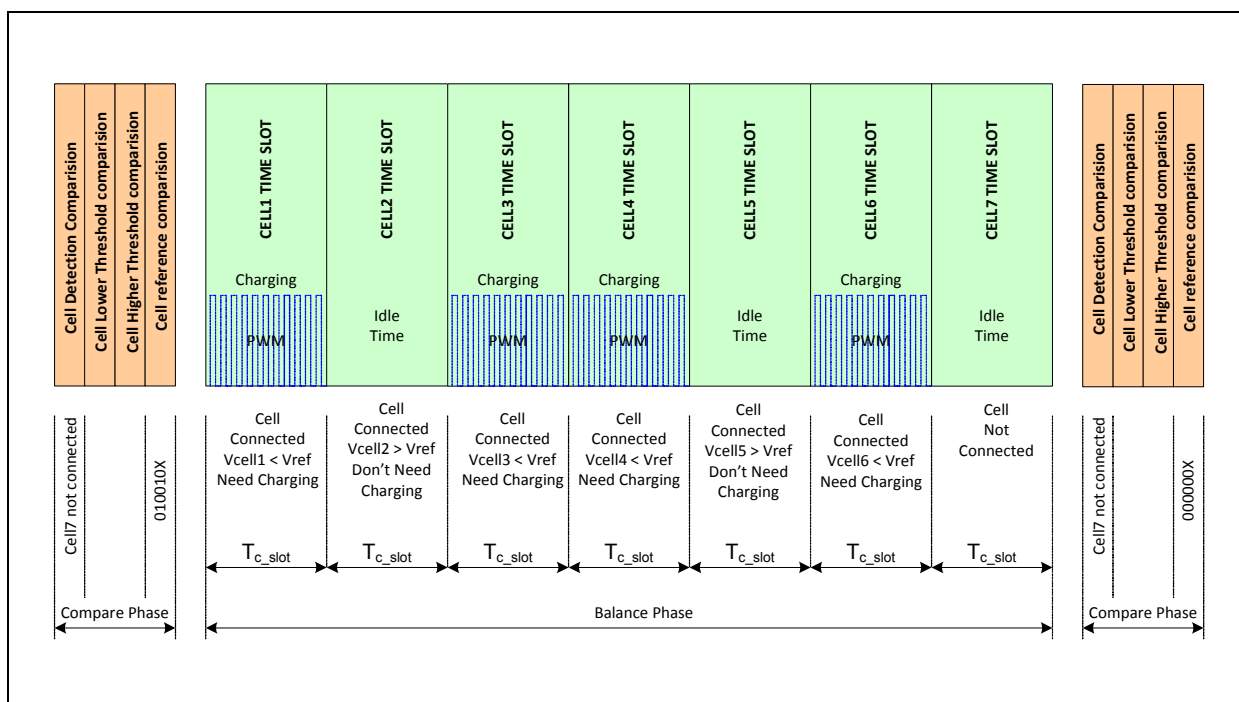 Cell Detection Comparision
Cell Lower Threshold comparision
Cell Higher Threshold comparision
Cell reference comparision
CELL1 TIME SLOT
CELL2 TIME SLOT
CELL3 TIME SLOT
CELL4 TIME SLOT
CELL5 TIME SLOT
CELL6 TIME SLOT
CELL7 TIME SLOT
Cell Detection Comparision
Cell Lower Threshold comparision
Cell Higher Threshold comparision
Cell reference comparision
Charging
PWM
Idle
Time
Charging
PWM
Charging
PWM
Idle
Time
Charging
PWM
Idle
Time
Cell7 not connected
010010X
Cell
Connected
Vcell1 < Vref
Need Charging
Cell
Connected
Vcell2 > Vref
Don't Need
Charging
Cell
Connected
Vcell3 < Vref
Need Charging
Cell
Connected
Vcell4 < Vref
Need Charging
Cell
Connected
Vcell5 > Vref
Don't Need
Charging
Cell
Connected
Vcell6 < Vref
Need Charging
Cell
Not
Connected
Cell7 not connected
000000X
Tc_slot
Tc_slot
Tc_slot
Tc_slot
Tc_slot
Tc_slot
Tc_slot
Compare Phase
Balance Phase
Compare Phase